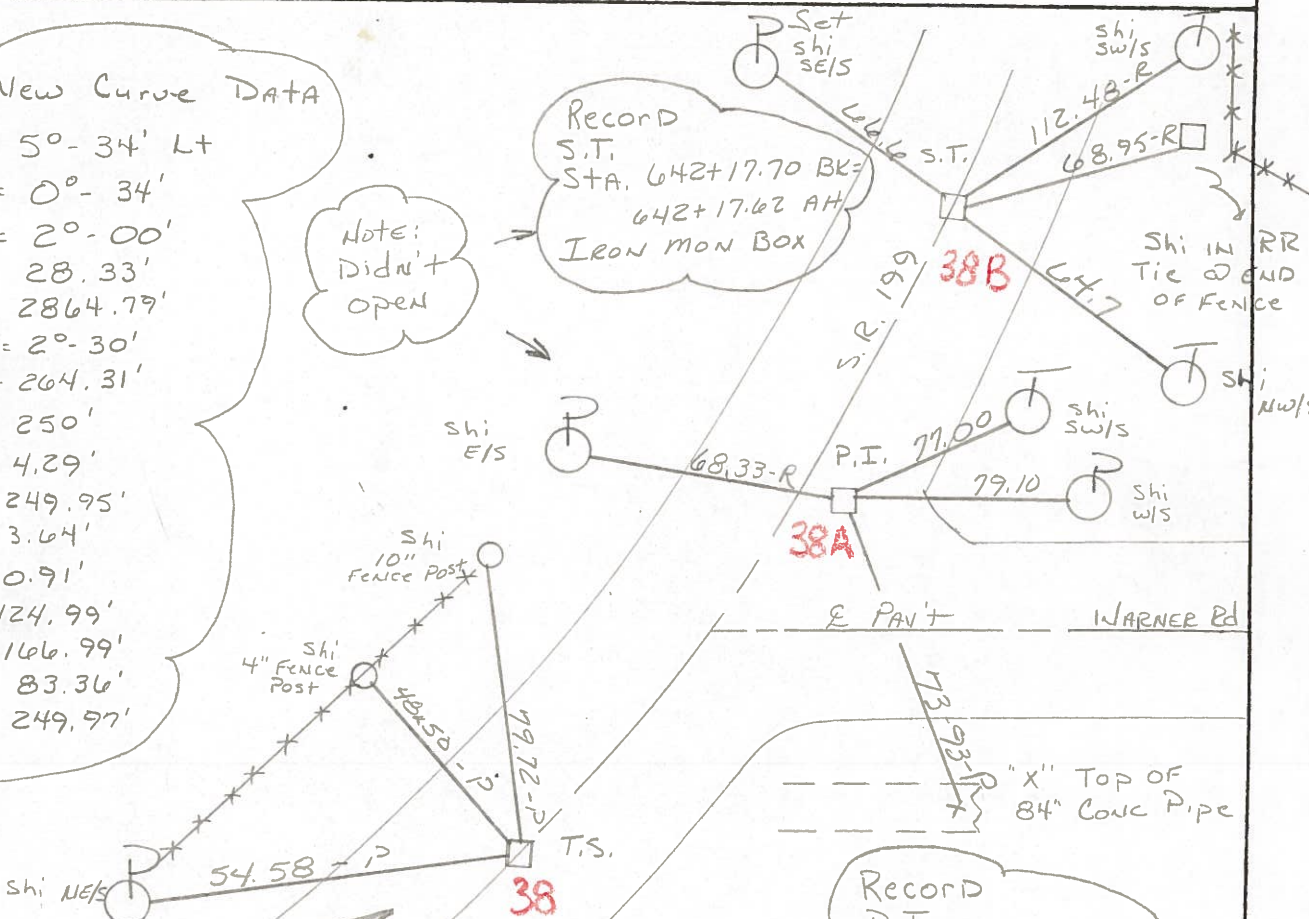 New Curve Data
5°-34' Lt
= 0°-34'
= 2°-00'
28.33'
2864.79'
= 2°-30'
264.31'
250'
4.29'
249.95'
3.64'
0.91'
124.99'
166.99'
83.36'
249.97'
Note:
Didn't
open
Record
S.T.
Sta. 642+17.70 BK=
642+17.62 AH
Iron Mon Box
P
Set
Shi
SE/S
66.6
S.T.
Shi
SW/S
T
112.48-R
68.95-R
38B
Shi in RR
Tie @ END
OF Fence
64.7
T
Shi
NW/S
S.R. 199
P
Shi
E/S
68.33-R
P.I.
77.00
T
Shi
SW/S
79.10
P
Shi
W/S
38A
Shi
10"
Fence Post
Shi
4" Fence
Post
48.50-P
79.72-P
54.58-P
P
Shi NE/S
T.S.
38
℄ Pav't
Warner Rd
73.93-P
"X" Top OF
84" Conc Pipe
Record